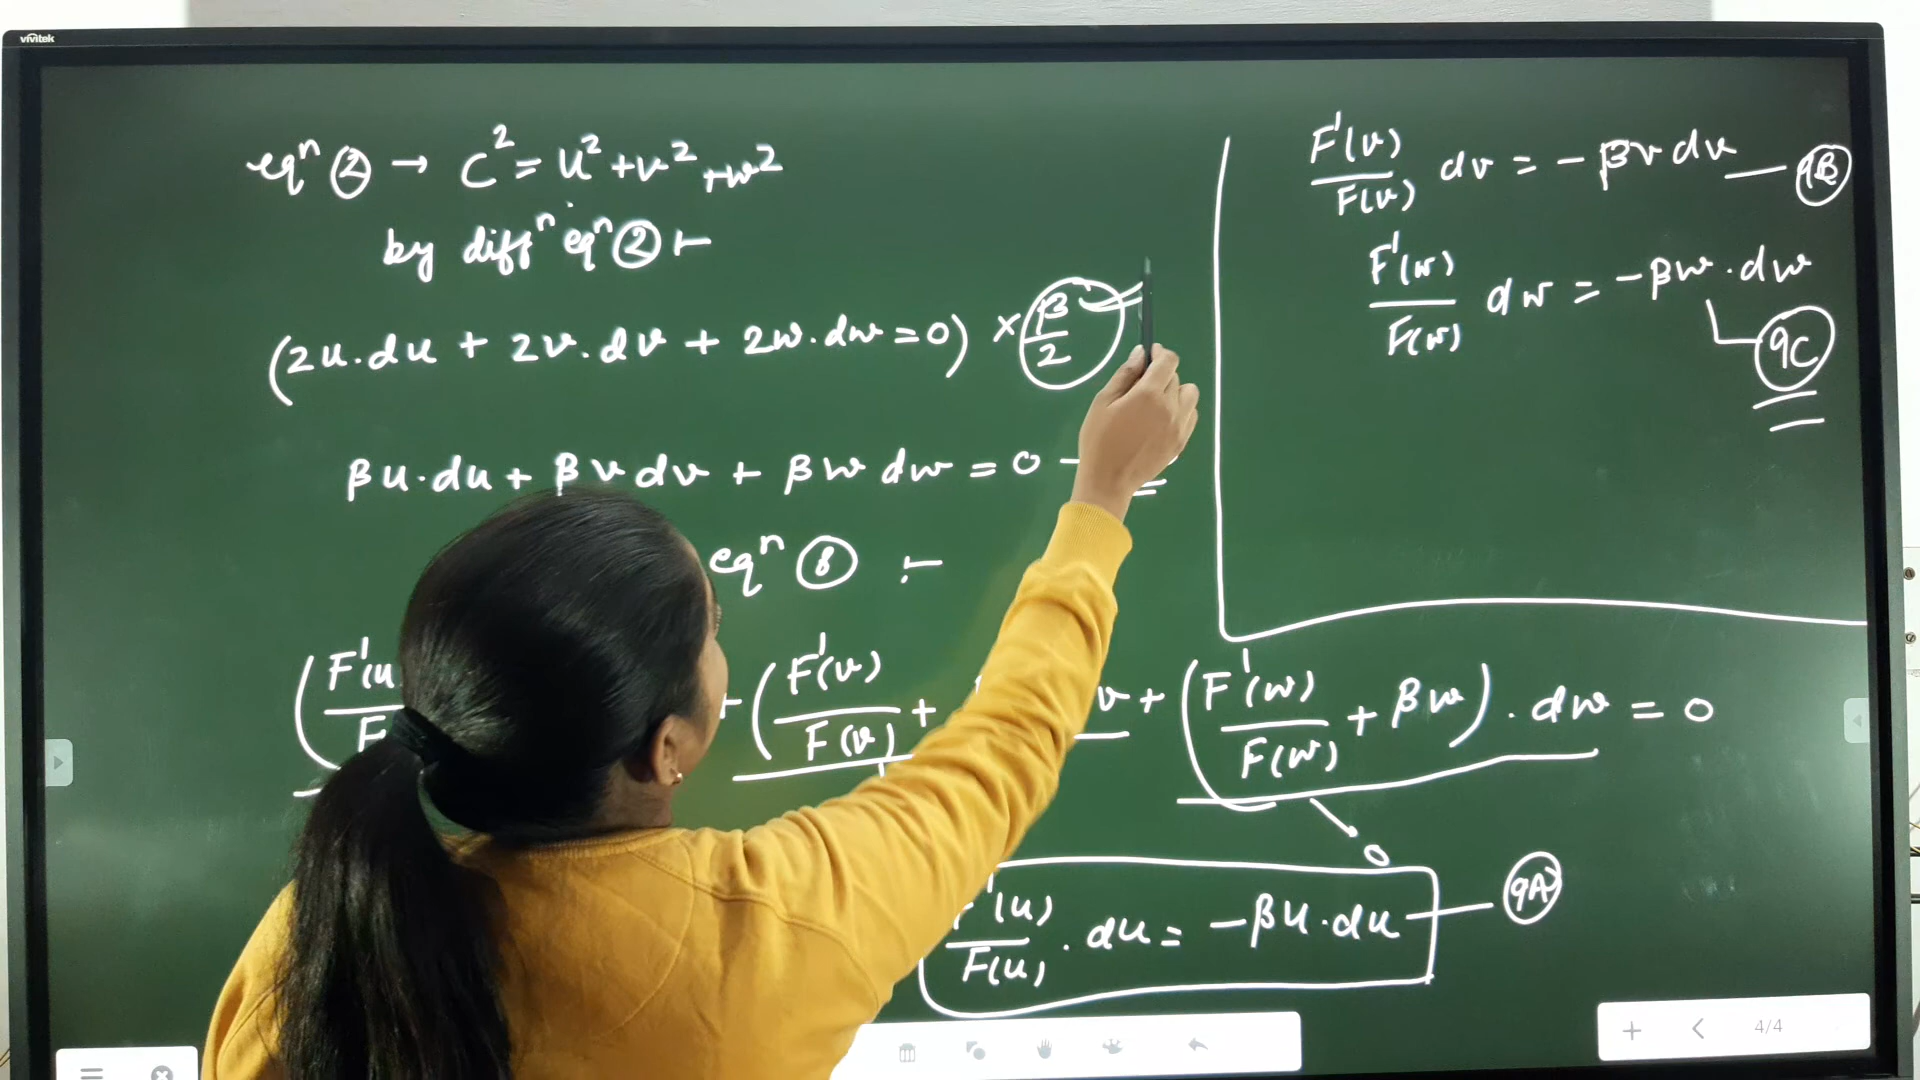 vivitek
eqⁿ ② → C² = u² + v² + w²
by diffⁿ eqⁿ ② :-
(2u.du + 2v.dv + 2w.dw = 0) × β/2
βu.du + βv dv + βw dw = 0 -
eqⁿ ⑧ :-
+ (F'(v)/F(v) + v + (F'(w)/F(w) + βw) . dw = 0
0
F'(u)/F(u) . du = -βu.du — 9A
F'(v)/F(v) dv = -βv dv — 9B
F'(w)/F(w) dw = -βw.dw
9C
4/4